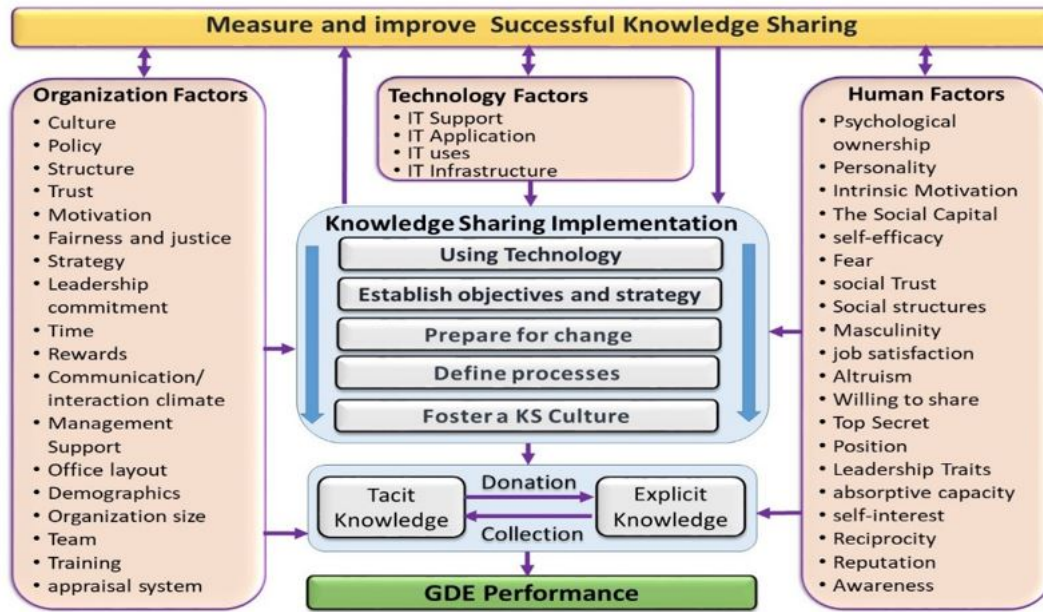 Measure and improve Successful Knowledge Sharing
Organization Factors
• Culture
• Policy
• Structure
• Trust
• Motivation
• Fairness and justice
• Strategy
• Leadership
commitment
• Time
• Rewards
• Communication/
interaction climate
• Management
Support
• Office layout
• Demographics
• Organization size
• Team
• Training
• appraisal system
Technology Factors
• IT Support
• IT Application
• IT uses
• IT Infrastructure
Knowledge Sharing Implementation
Using Technology
Establish objectives and strategy
Prepare for change
Define processes
Foster a KS Culture
Tacit
Knowledge
Donation
Collection
Explicit
Knowledge
GDE Performance
Human Factors
• Psychological
ownership
• Personality
• Intrinsic Motivation
• The Social Capital
• self-efficacy
• Fear
• social Trust
• Social structures
• Masculinity
• job satisfaction
• Altruism
• Willing to share
• Top Secret
• Position
• Leadership Traits
• absorptive capacity
• self-interest
• Reciprocity
• Reputation
• Awareness